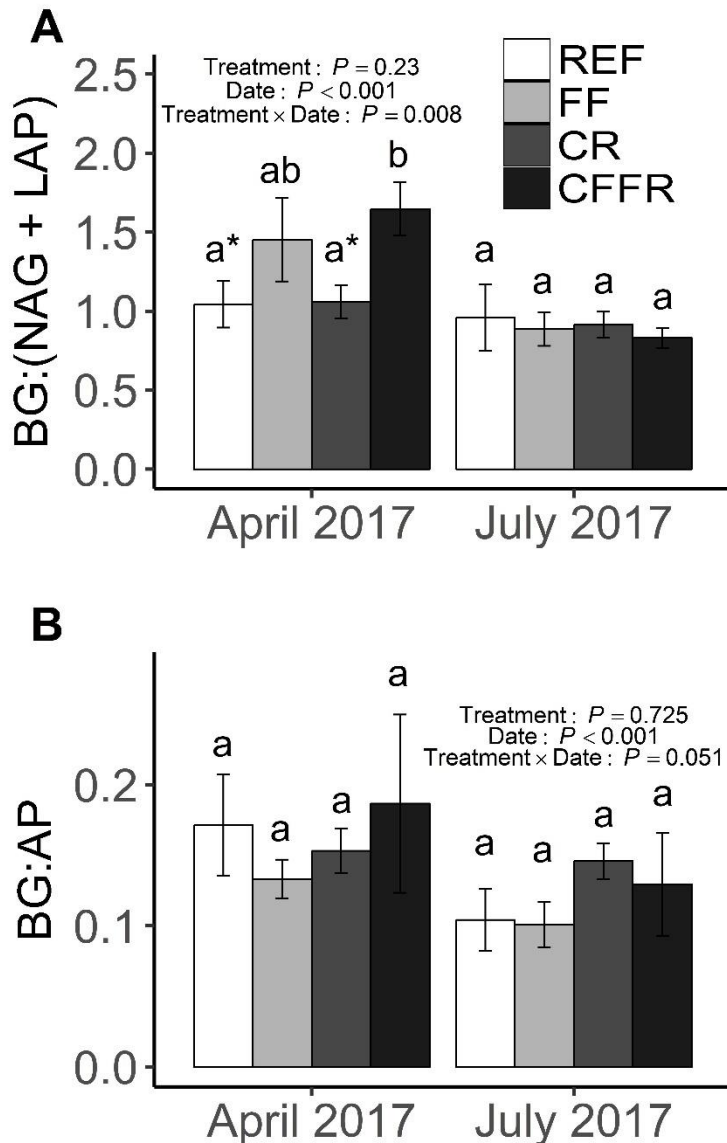 A
BG:(NAG + LAP)
2.5
2.0
1.5
1.0
0.5
0.0
Treatment : P = 0.23
Date : P < 0.001
Treatment × Date : P = 0.008
REF
FF
CR
CFFR
a*
ab
a*
b
a
a
a
a
April 2017
July 2017
B
BG:AP
0.2
0.1
0.0
Treatment : P = 0.725
Date : P < 0.001
Treatment × Date : P = 0.051
a
a
a
a
a
a
a
a
April 2017
July 2017